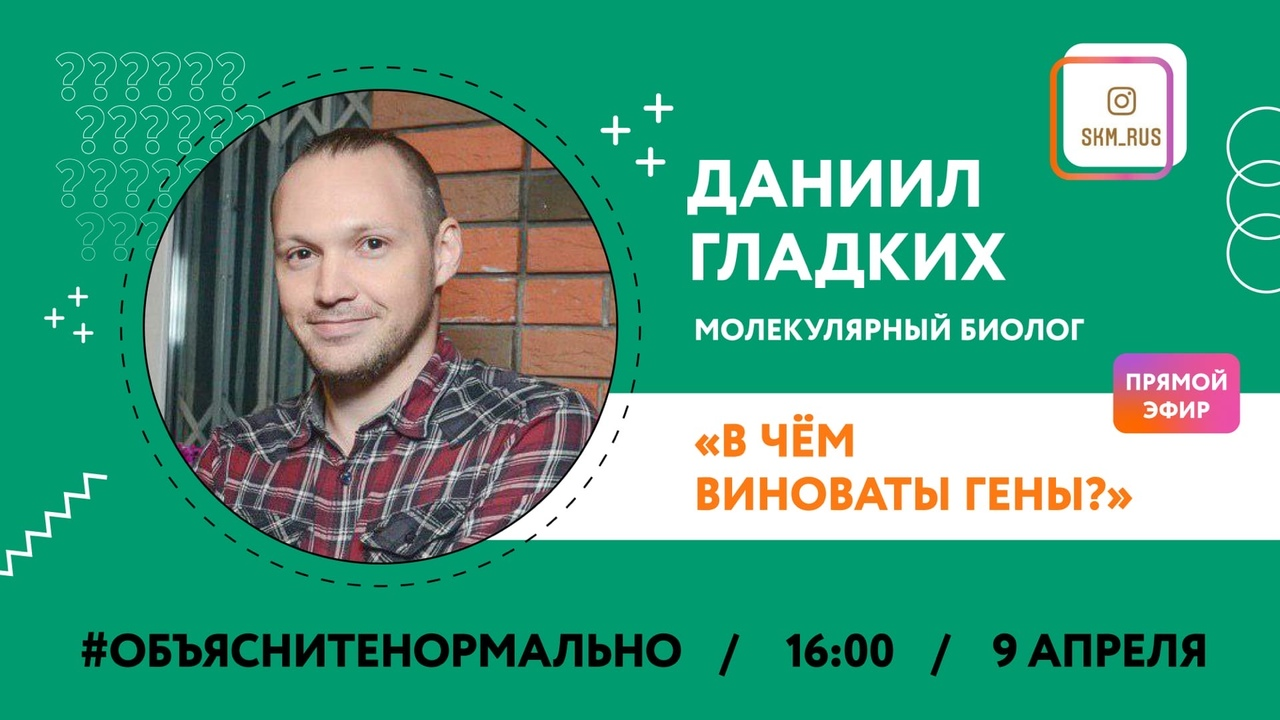 ??????
??????
?????
???
SKM_RUS
ДАНИИЛ
ГЛАДКИХ
МОЛЕКУЛЯРНЫЙ БИОЛОГ
ПРЯМОЙ
ЭФИР
«В ЧЁМ
ВИНОВАТЫ ГЕНЫ?»
#ОБЪЯСНИТЕНОРМАЛЬНО / 16:00 / 9 АПРЕЛЯ